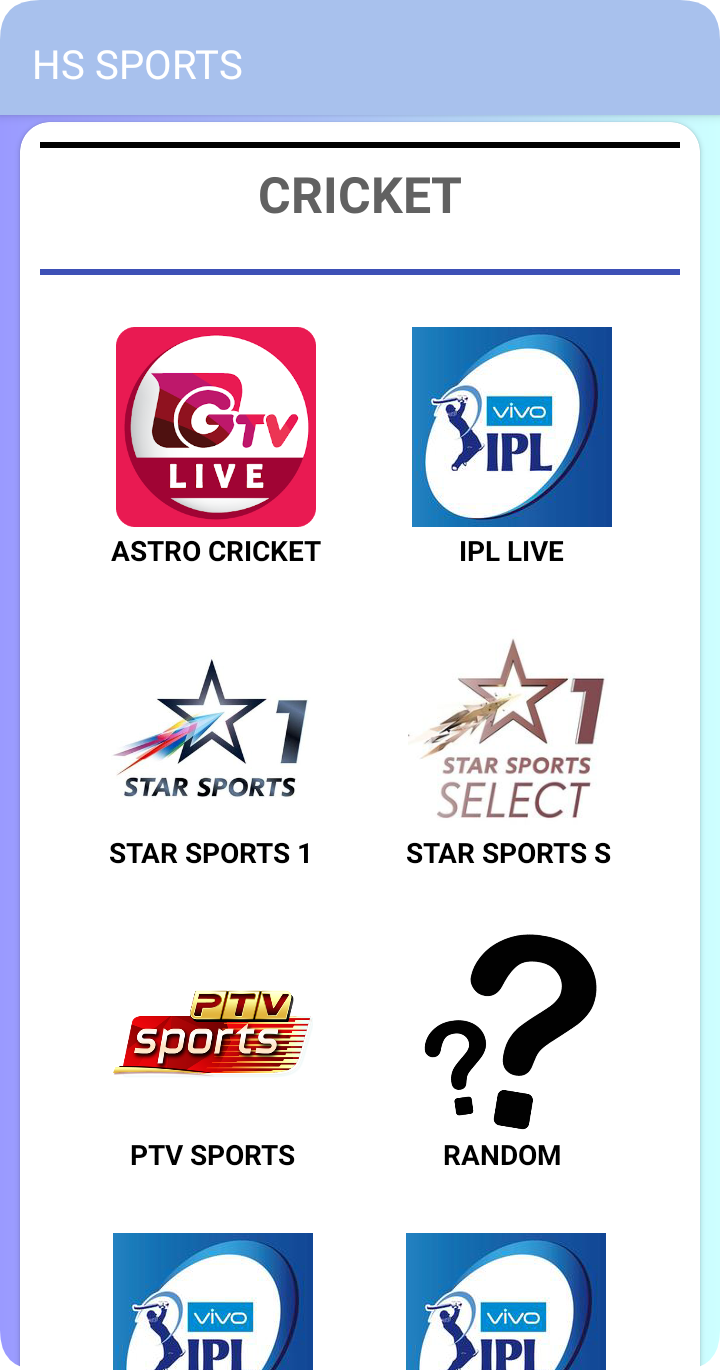 HS SPORTS
CRICKET
GTV
LIVE
vivo
IPL
ASTRO CRICKET
IPL LIVE
1
STAR SPORTS
1
STAR SPORTS
SELECT
STAR SPORTS 1
STAR SPORTS S
PTV
sports
??
PTV SPORTS
RANDOM
vivo
IPL
vivo
IPL